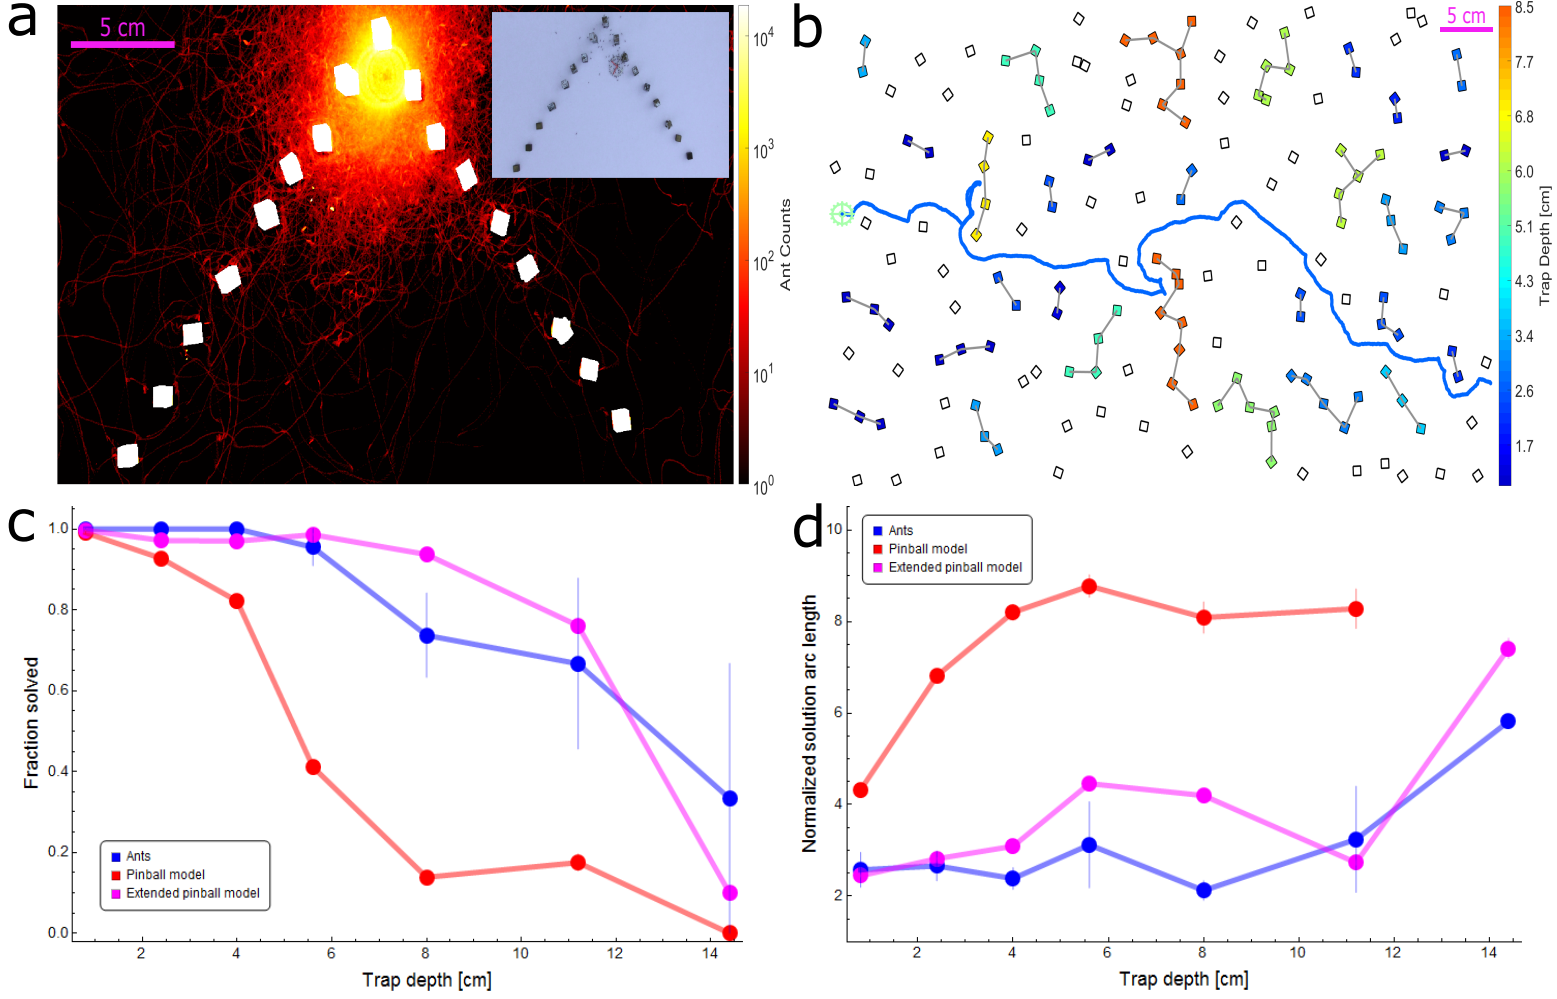 a
5 cm
10^4
10^3
10^2
10^1
10^0
Ant Counts
b
5 cm
8.5
7.7
6.8
6.0
5.1
4.3
3.4
2.6
1.7
Trap Depth [cm]
c
1.0
0.8
0.6
0.4
0.2
0.0
Fraction solved
Ants
Pinball model
Extended pinball model
2
4
6
8
10
12
14
Trap depth [cm]
d
10
8
6
4
2
Normalized solution arc length
Ants
Pinball model
Extended pinball model
2
4
6
8
10
12
14
Trap depth [cm]